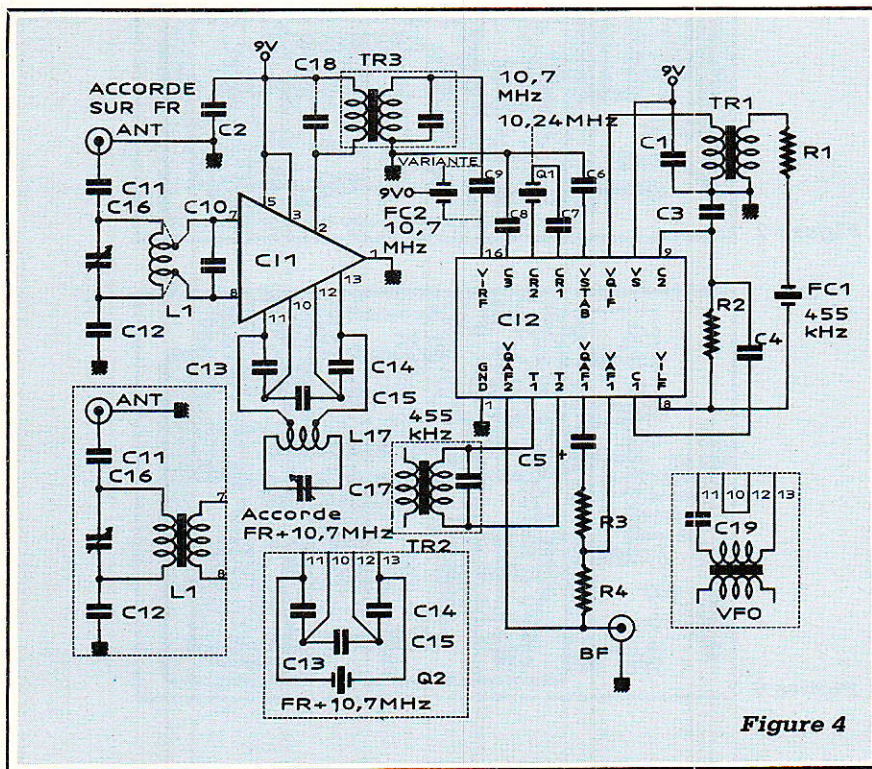 9V
C18
TR3
ACCORDE
SUR FR
ANT
C2
10,7
MHz
10,24MHz
9V
TR1
C1
R1
C11
C16
C10
7
8
L1
C12
5
3
2
1
CI1
13
12
10
11
VARIANTE
9V
FC2
10,7
MHz
C9
Q1
C6
C8
C7
C3
16
9
VIRF
C3
CR2
CR1
VSTAB
VQIF
VS
C2
CI2
GND
VQAF2
T1
T2
VQAF1
VAF1
C1
VILF
1
8
R2
C4
FC1
455
kHz
C13
C14
C15
L17
C17
Accorde
FR+10,7MHz
455
kHz
TR2
C5
+
R3
R4
BF
ANT
C11
C16
7
8
L1
C12
11
10
12
13
C14
C15
C13
Q2
FR+10,7MHz
11
10
12
13
C19
VFO
Figure 4